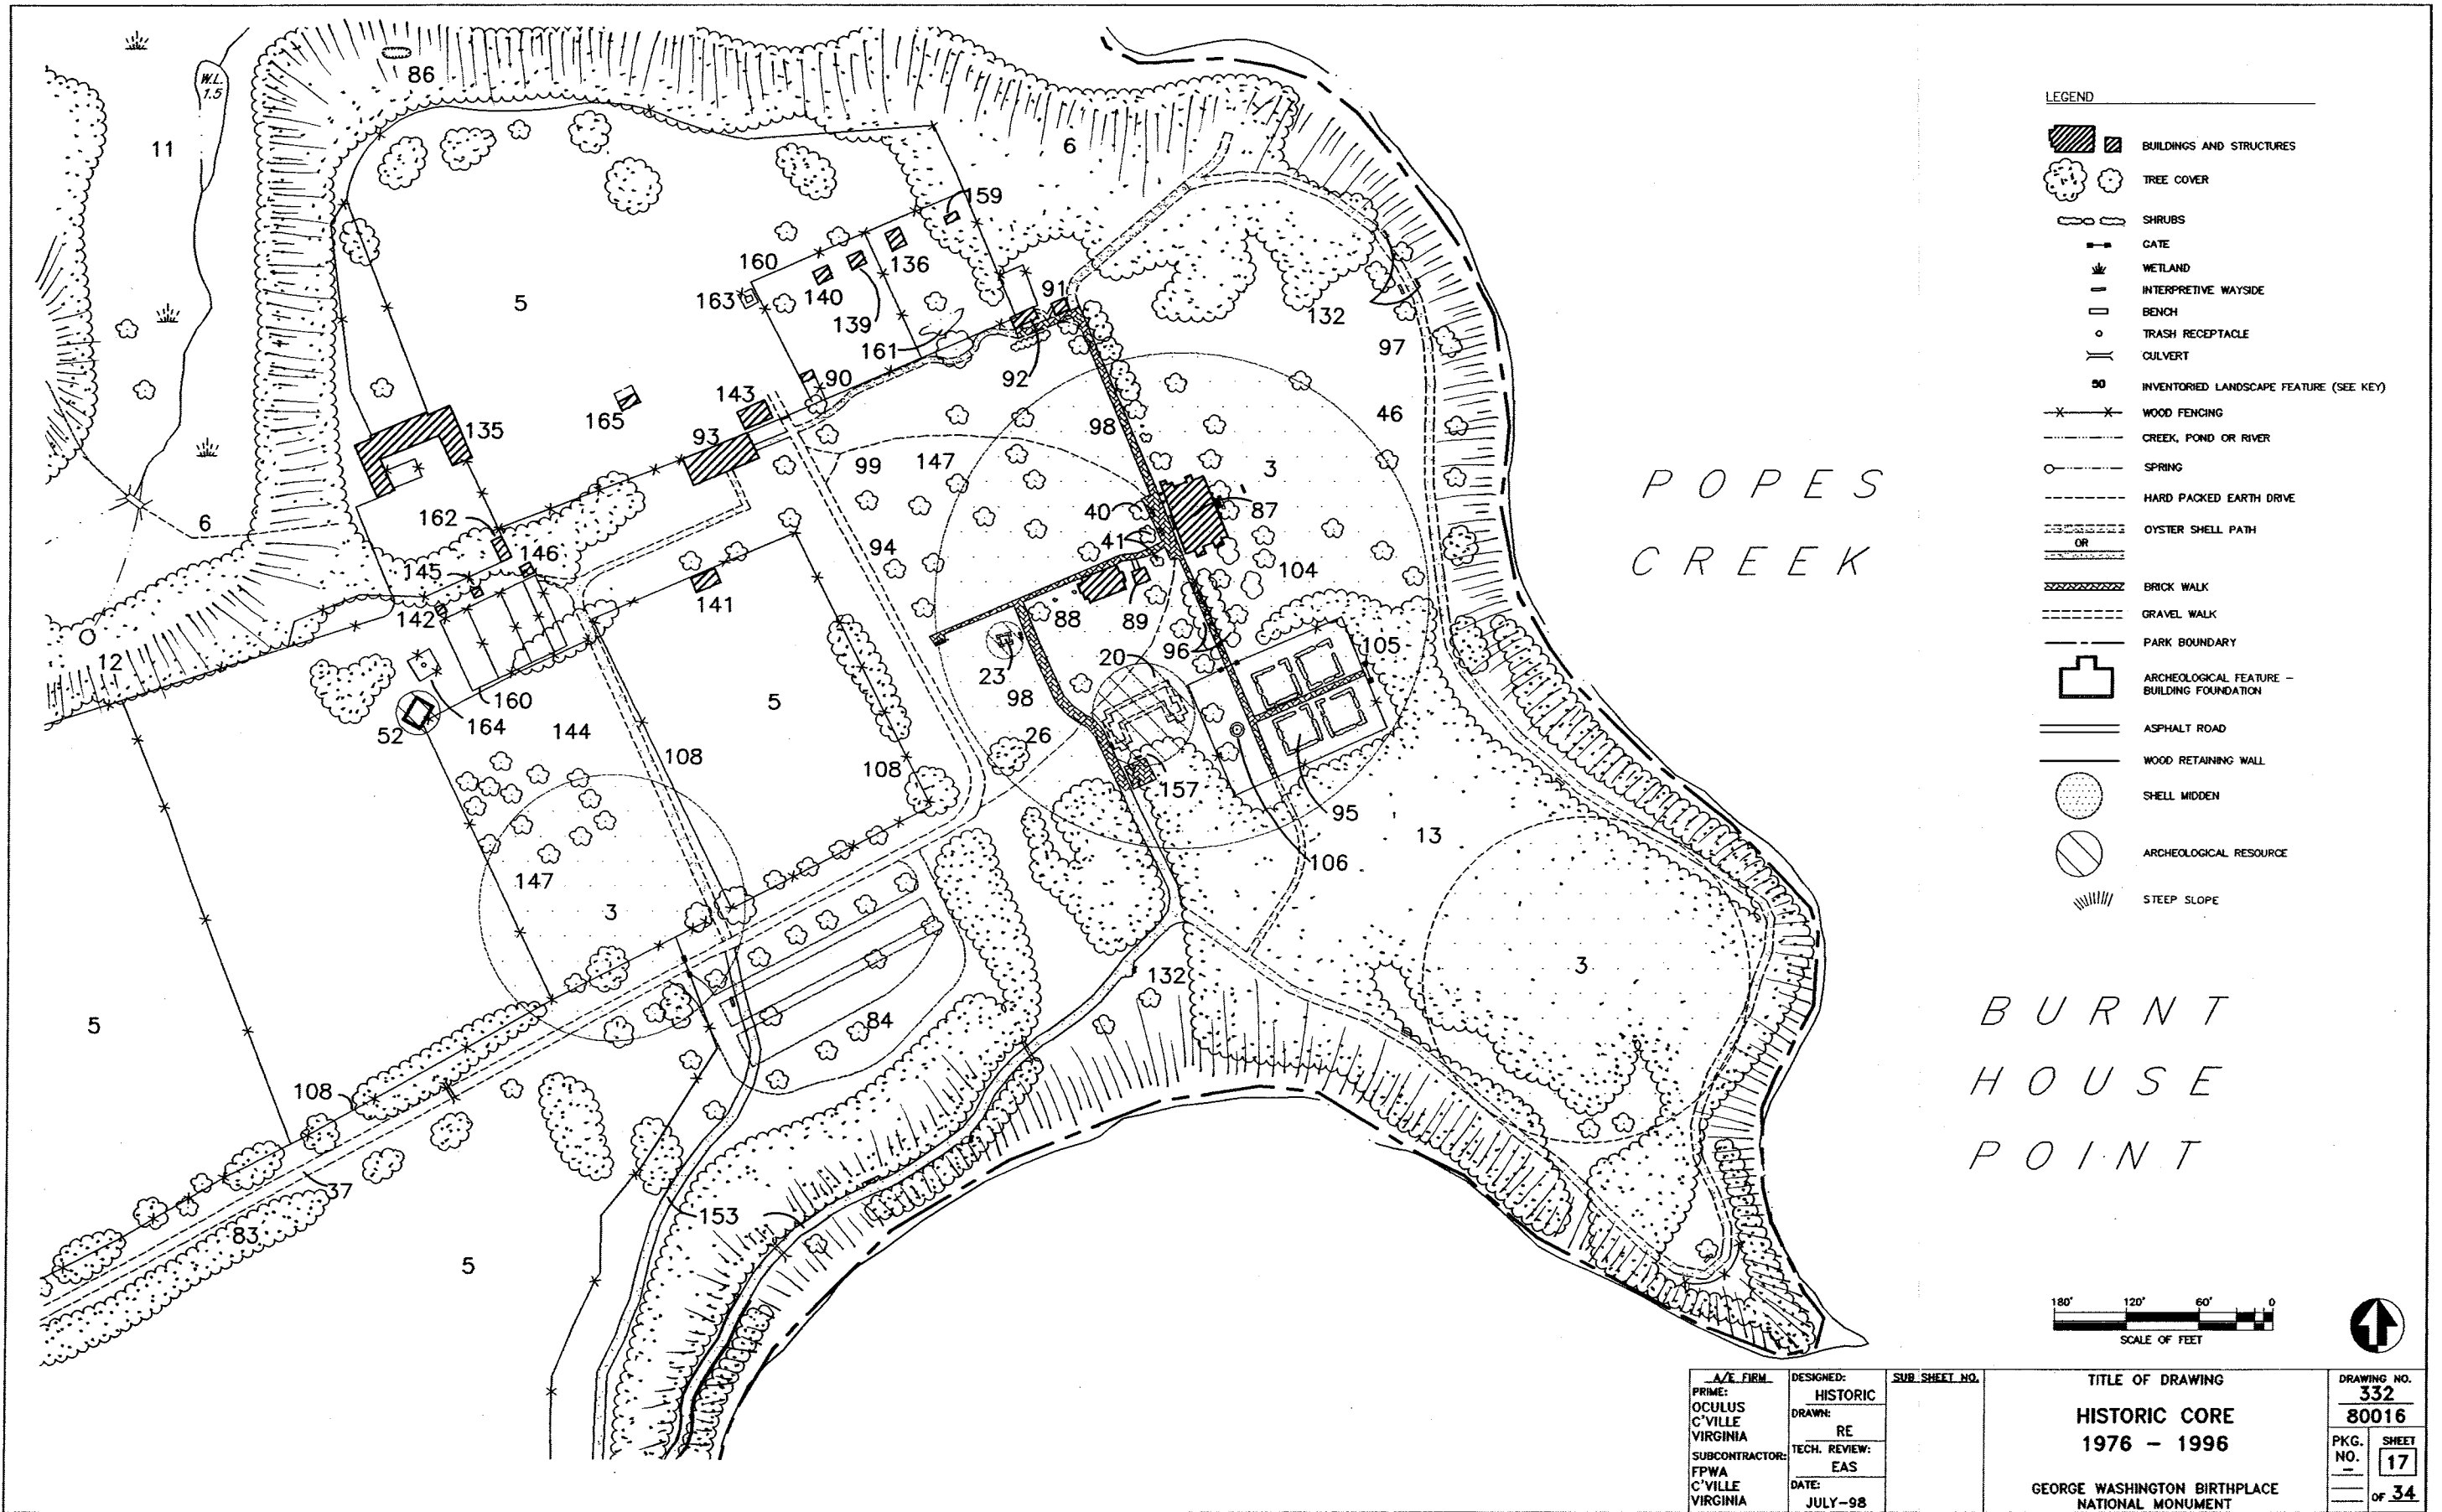 W.L.
1.5
86
11
6
159
160
136
5
163
140
91
139
132
161
97
90
92
143
46
165
98
135
93
3
99
147
162
40
87
6
146
94
41
145
104
141
142
88
89
12
96
105
20
23
160
98
5
164
52
144
26
108
108
157
95
13
106
147
3
132
3
5
84
108
37
153
83
5
POPES
CREEK
BURNT
HOUSE
POINT
LEGEND
BUILDINGS AND STRUCTURES
TREE COVER
SHRUBS
GATE
WETLAND
INTERPRETIVE WAYSIDE
BENCH
TRASH RECEPTACLE
CULVERT
50 INVENTORIED LANDSCAPE FEATURE (SEE KEY)
WOOD FENCING
CREEK, POND OR RIVER
SPRING
HARD PACKED EARTH DRIVE
OYSTER SHELL PATH
OR
BRICK WALK
GRAVEL WALK
PARK BOUNDARY
ARCHEOLOGICAL FEATURE –
BUILDING FOUNDATION
ASPHALT ROAD
WOOD RETAINING WALL
SHELL MIDDEN
ARCHEOLOGICAL RESOURCE
STEEP SLOPE
180' 120' 60' 0
SCALE OF FEET
A/E FIRM
PRIME:
OCULUS
C'VILLE
VIRGINIA
SUBCONTRACTOR:
FPWA
C'VILLE
VIRGINIA
DESIGNED:
HISTORIC
DRAWN:
RE
TECH. REVIEW:
EAS
DATE:
JULY-98
SUB SHEET NO.
TITLE OF DRAWING
HISTORIC CORE
1976 – 1996
GEORGE WASHINGTON BIRTHPLACE
NATIONAL MONUMENT
DRAWING NO.
332
80016
PKG.
NO.
–
SHEET
17
OF 34